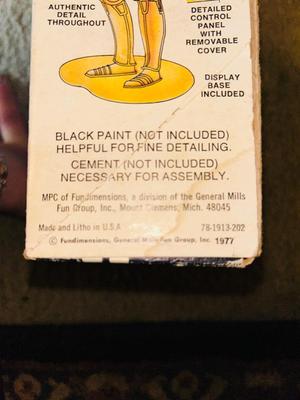 AUTHENTIC
DETAIL
THROUGHOUT
DETAILED
CONTROL
PANEL
WITH
REMOVABLE
COVER
DISPLAY
BASE
INCLUDED
BLACK PAINT (NOT INCLUDED)
HELPFUL FOR FINE DETAILING.
CEMENT (NOT INCLUDED)
NECESSARY FOR ASSEMBLY.
MPC of Fundimensions, a division of the General Mills
Fun Group, Inc., Mount Clemens, Mich. 48045
Made and Litho in U.S.A
78-1913-202
© Fundimensions, General Mills Fun Group, Inc. 1977